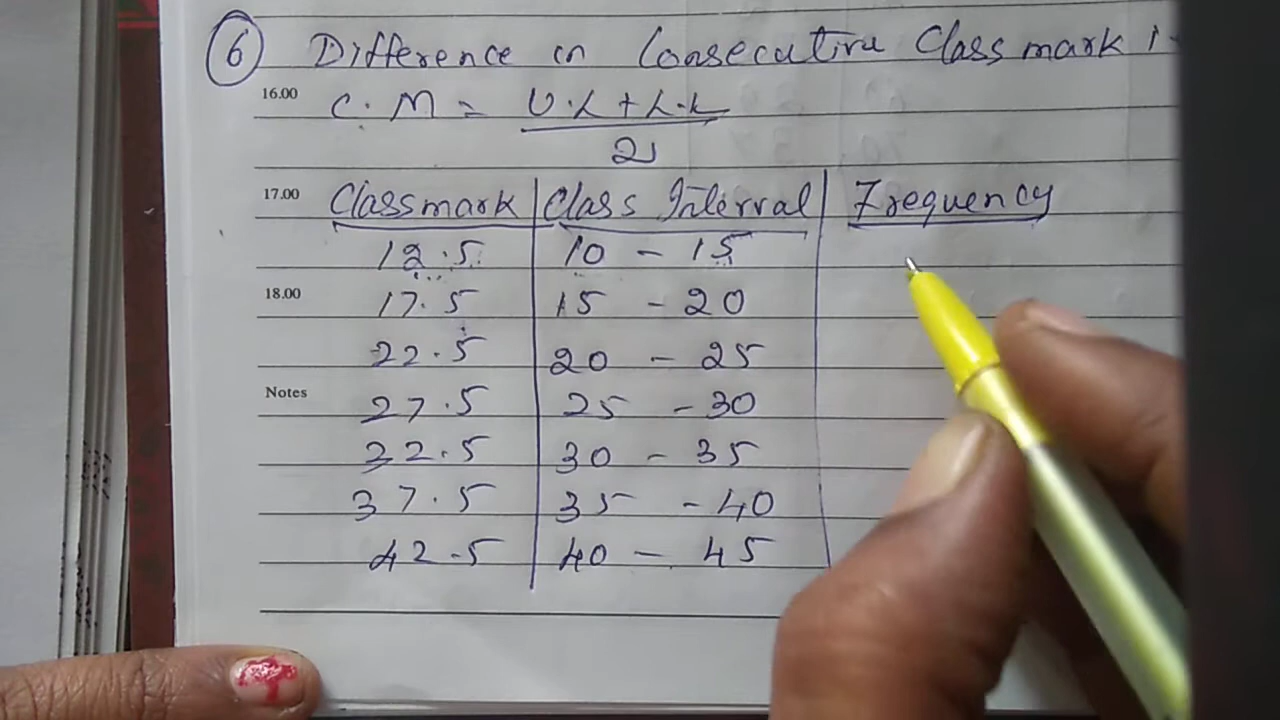 6 Difference in Consecutive Class mark
16.00
C.M = U.L + L.L
2
17.00
Classmark Class Interval Frequency
12.5 10 - 15
18.00
17.5 15 - 20
22.5 20 - 25
Notes
27.5 25 - 30
32.5 30 - 35
37.5 35 - 40
42.5 40 - 45